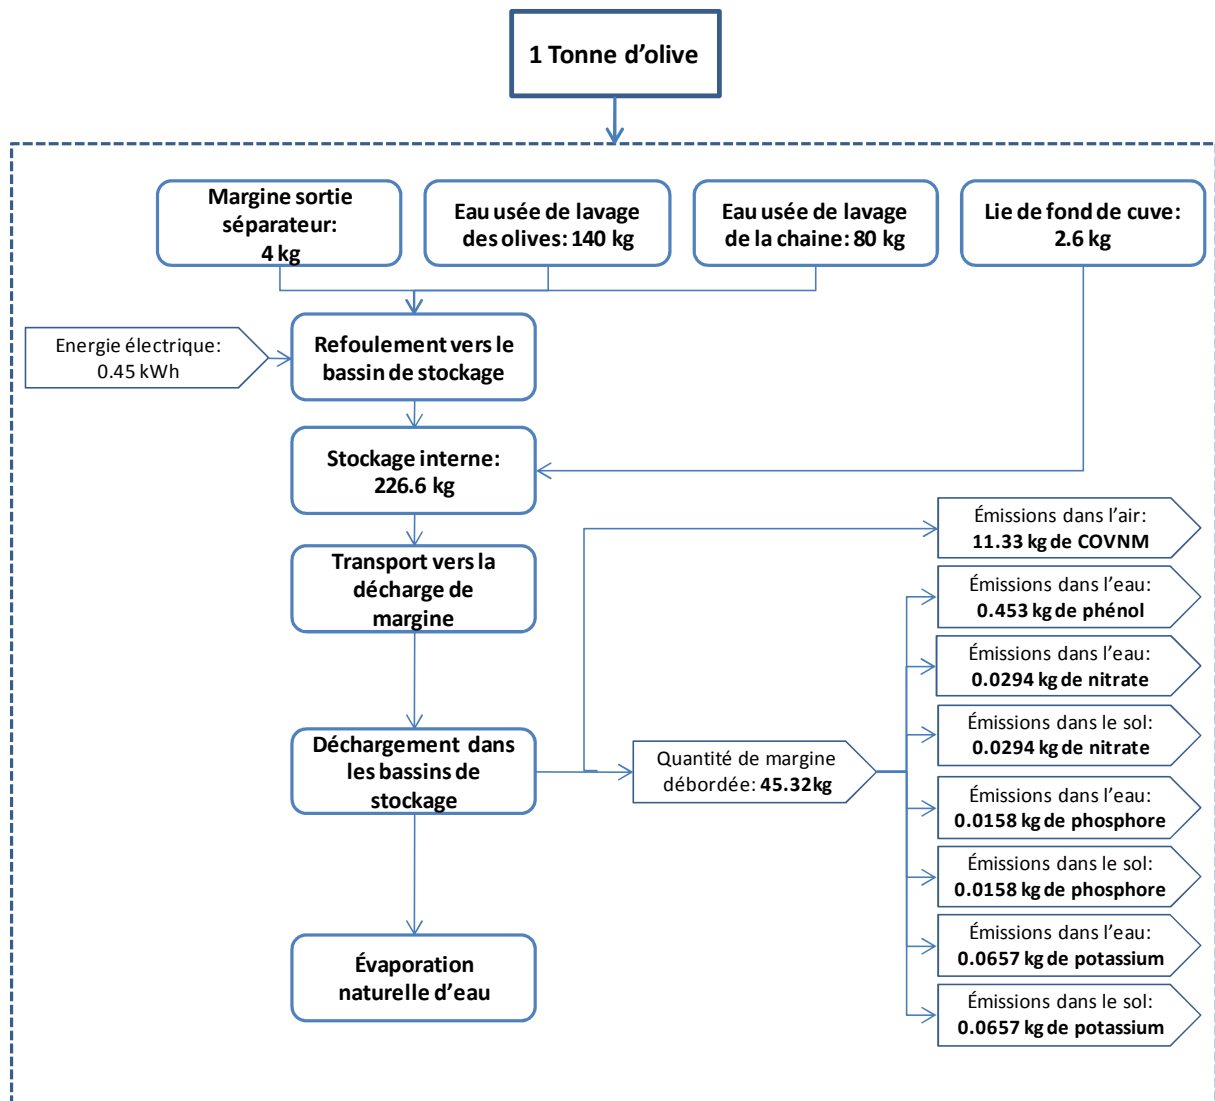 1 Tonne d’olive
Margine sortie
séparateur:
4 kg
Eau usée de lavage
des olives: 140 kg
Eau usée de lavage
de la chaine: 80 kg
Lie de fond de cuve:
2.6 kg
Energie électrique:
0.45 kWh
Refoulement vers le
bassin de stockage
Stockage interne:
226.6 kg
Transport vers la
décharge de
margine
Déchargement dans
les bassins de
stockage
Quantité de margine
débordée: 45.32kg
Évaporation
naturelle d’eau
Émissions dans l’air:
11.33 kg de COVNM
Émissions dans l’eau:
0.453 kg de phénol
Émissions dans l’eau:
0.0294 kg de nitrate
Émissions dans le sol:
0.0294 kg de nitrate
Émissions dans l’eau:
0.0158 kg de phosphore
Émissions dans le sol:
0.0158 kg de phosphore
Émissions dans l’eau:
0.0657 kg de potassium
Émissions dans le sol:
0.0657 kg de potassium